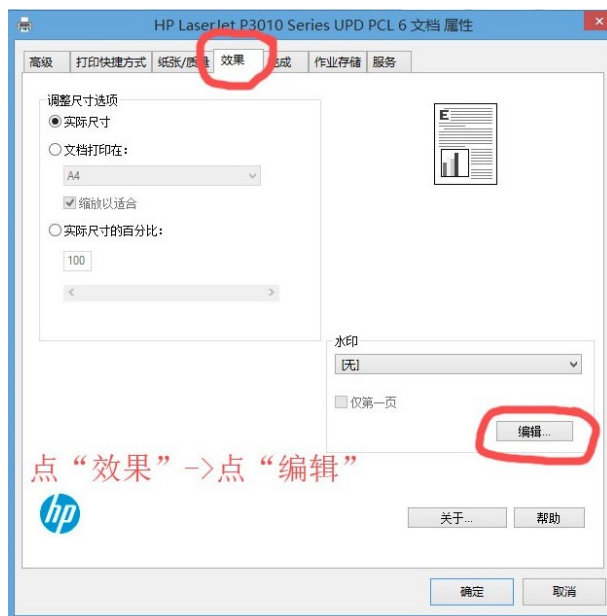 HP LaserJet P3010 Series UPD PCL 6 文档 属性
高级 打印快捷方式 纸张/质量 效果 完成 作业存储 服务
调整尺寸选项
实际尺寸
文档打印在:
A4
缩放以适合
实际尺寸的百分比:
100
E
水印
[无]
仅第一页
编辑...
点“效果”->点“编辑”
hp
关于... 帮助
确定 取消